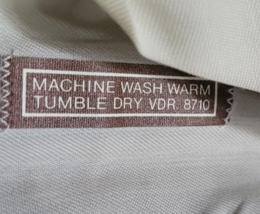 MACHINE WASH WARM
TUMBLE DRY VDR. 8710